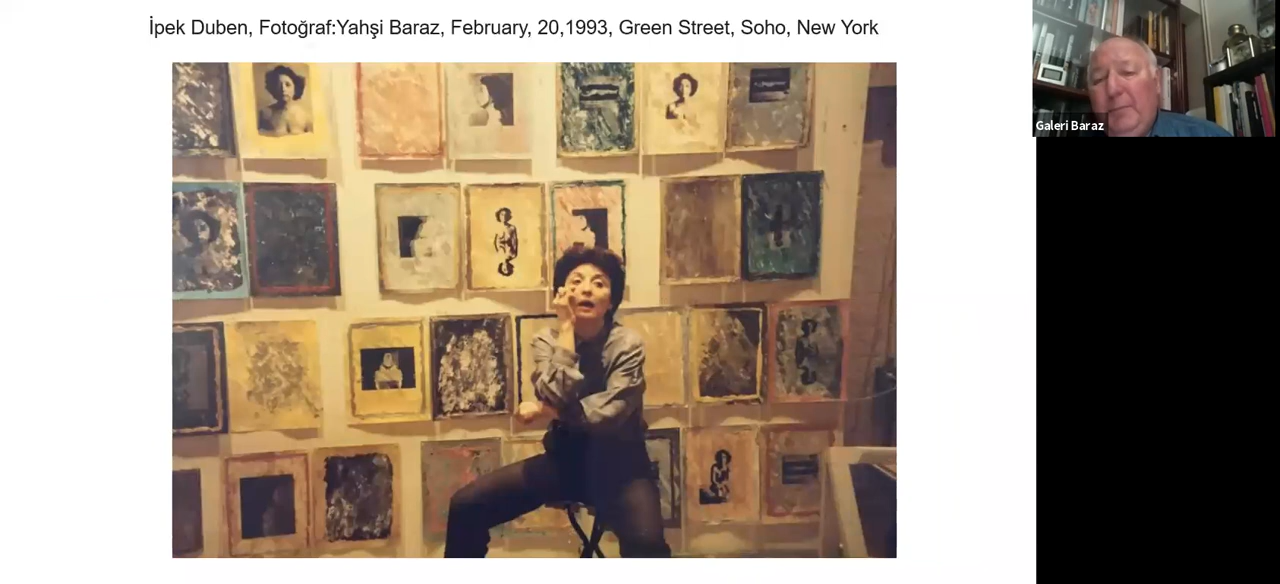 İpek Duben, Fotoğraf:Yahşi Baraz, February, 20,1993, Green Street, Soho, New York
Galeri Baraz